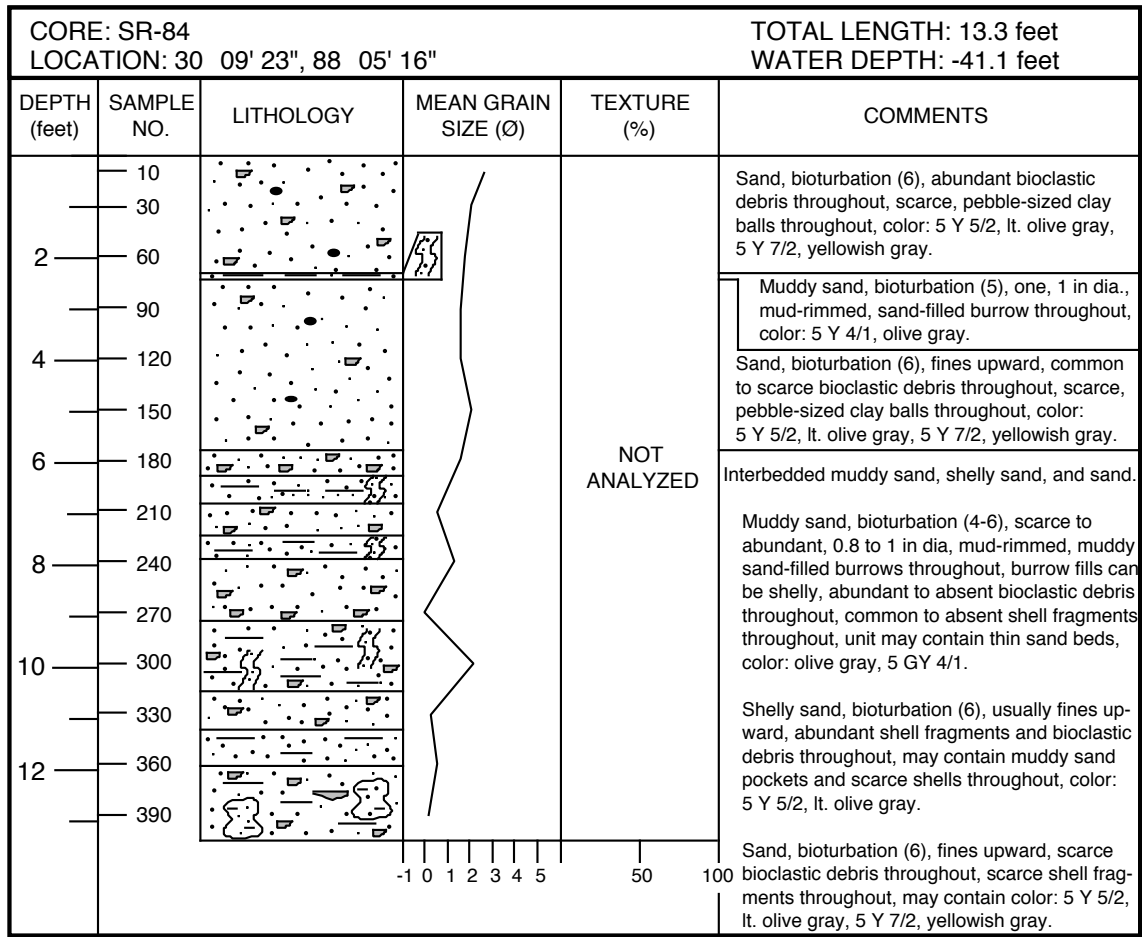 CORE: SR-84
TOTAL LENGTH: 13.3 feet
LOCATION: 30 09' 23", 88 05' 16"
WATER DEPTH: -41.1 feet
DEPTH
(feet)
SAMPLE
NO.
LITHOLOGY
MEAN GRAIN
SIZE (Ø)
TEXTURE
(%)
COMMENTS
2
4
6
8
10
12
10
30
60
90
120
150
180
210
240
270
300
330
360
390
-1 0 1 2 3 4 5
NOT
ANALYZED
50
100
Sand, bioturbation (6), abundant bioclastic
debris throughout, scarce, pebble-sized clay
balls throughout, color: 5 Y 5/2, lt. olive gray,
5 Y 7/2, yellowish gray.
Muddy sand, bioturbation (5), one, 1 in dia.,
mud-rimmed, sand-filled burrow throughout,
color: 5 Y 4/1, olive gray.
Sand, bioturbation (6), fines upward, common
to scarce bioclastic debris throughout, scarce,
pebble-sized clay balls throughout, color:
5 Y 5/2, lt. olive gray, 5 Y 7/2, yellowish gray.
Interbedded muddy sand, shelly sand, and sand.
Muddy sand, bioturbation (4-6), scarce to
abundant, 0.8 to 1 in dia, mud-rimmed, muddy
sand-filled burrows throughout, burrow fills can
be shelly, abundant to absent bioclastic debris
throughout, common to absent shell fragments
throughout, unit may contain thin sand beds,
color: olive gray, 5 GY 4/1.
Shelly sand, bioturbation (6), usually fines up-
ward, abundant shell fragments and bioclastic
debris throughout, may contain muddy sand
pockets and scarce shells throughout, color:
5 Y 5/2, lt. olive gray.
Sand, bioturbation (6), fines upward, scarce
bioclastic debris throughout, scarce shell frag-
ments throughout, may contain color: 5 Y 5/2,
lt. olive gray, 5 Y 7/2, yellowish gray.